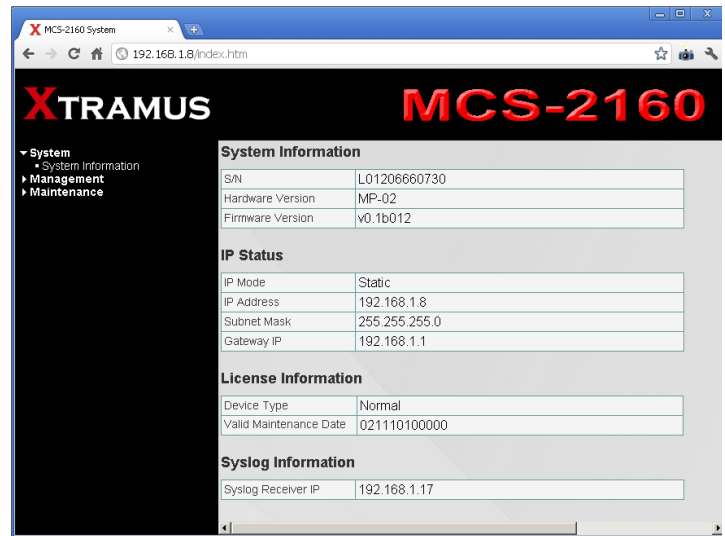 MCS-2160 System
192.168.1.8/index.htm
XTRAMUS
MCS-2160
System
System Information
Management
Maintenance
System Information
S/N L01206660730
Hardware Version MP-02
Firmware Version v0.1b012
IP Status
IP Mode Static
IP Address 192.168.1.8
Subnet Mask 255.255.255.0
Gateway IP 192.168.1.1
License Information
Device Type Normal
Valid Maintenance Date 021110100000
Syslog Information
Syslog Receiver IP 192.168.1.17